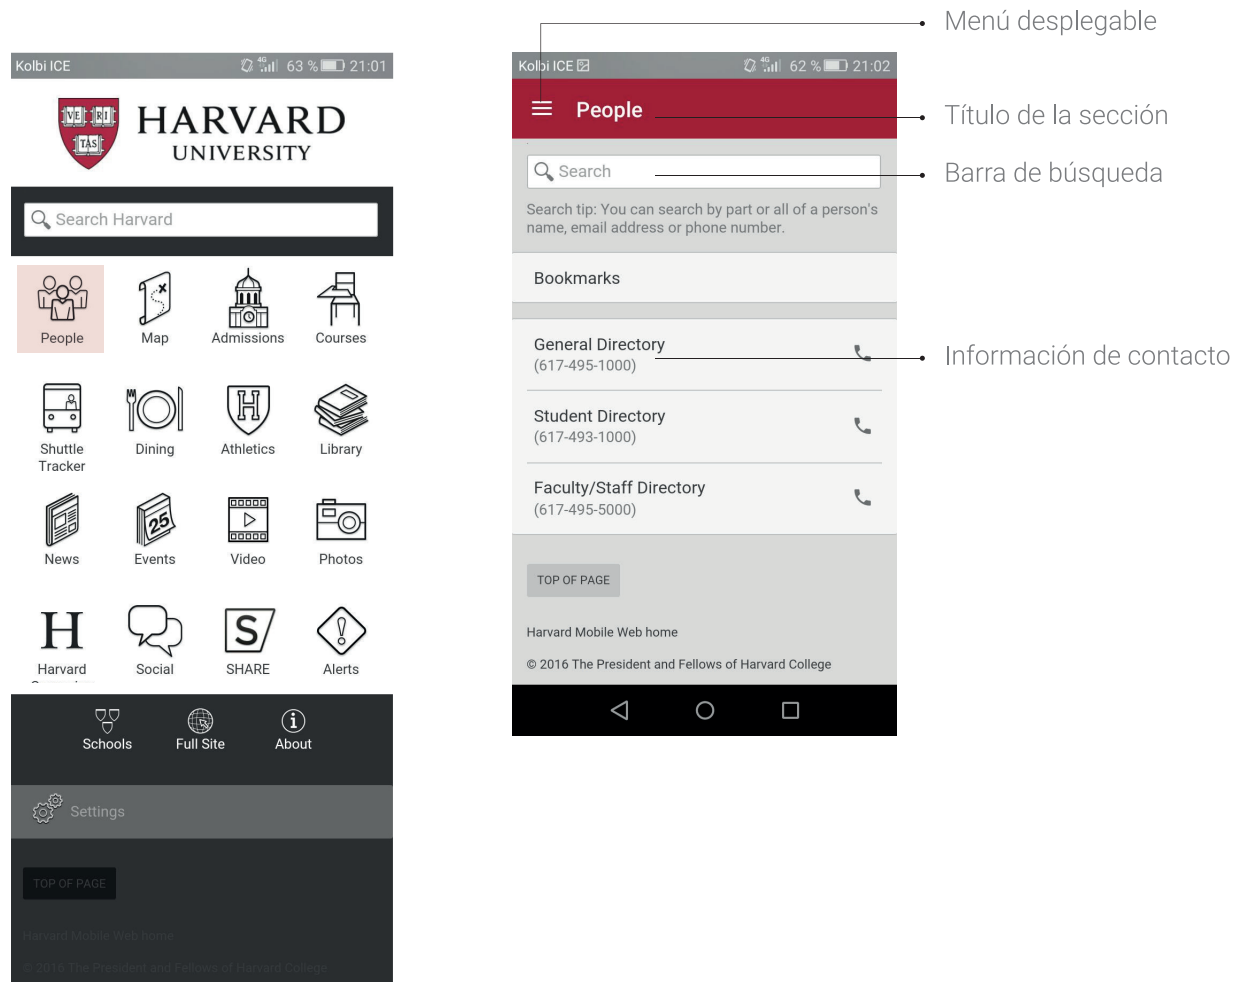 Kolbi ICE 4G 63 % 21:01
VE RI
TAS
HARVARD
UNIVERSITY
Search Harvard
People Map Admissions Courses
Shuttle Dining Athletics Library
Tracker
25
News Events Video Photos
H S
Harvard Social SHARE Alerts
Schools Full Site About
Settings
TOP OF PAGE
Harvard Mobile Web home
© 2016 The President and Fellows of Harvard College
Kolbi ICE 4G 62 % 21:02
People
Search
Search tip: You can search by part or all of a person's
name, email address or phone number.
Bookmarks
General Directory
(617-495-1000)
Student Directory
(617-493-1000)
Faculty/Staff Directory
(617-495-5000)
TOP OF PAGE
Harvard Mobile Web home
© 2016 The President and Fellows of Harvard College
Menú desplegable
Título de la sección
Barra de búsqueda
Información de contacto